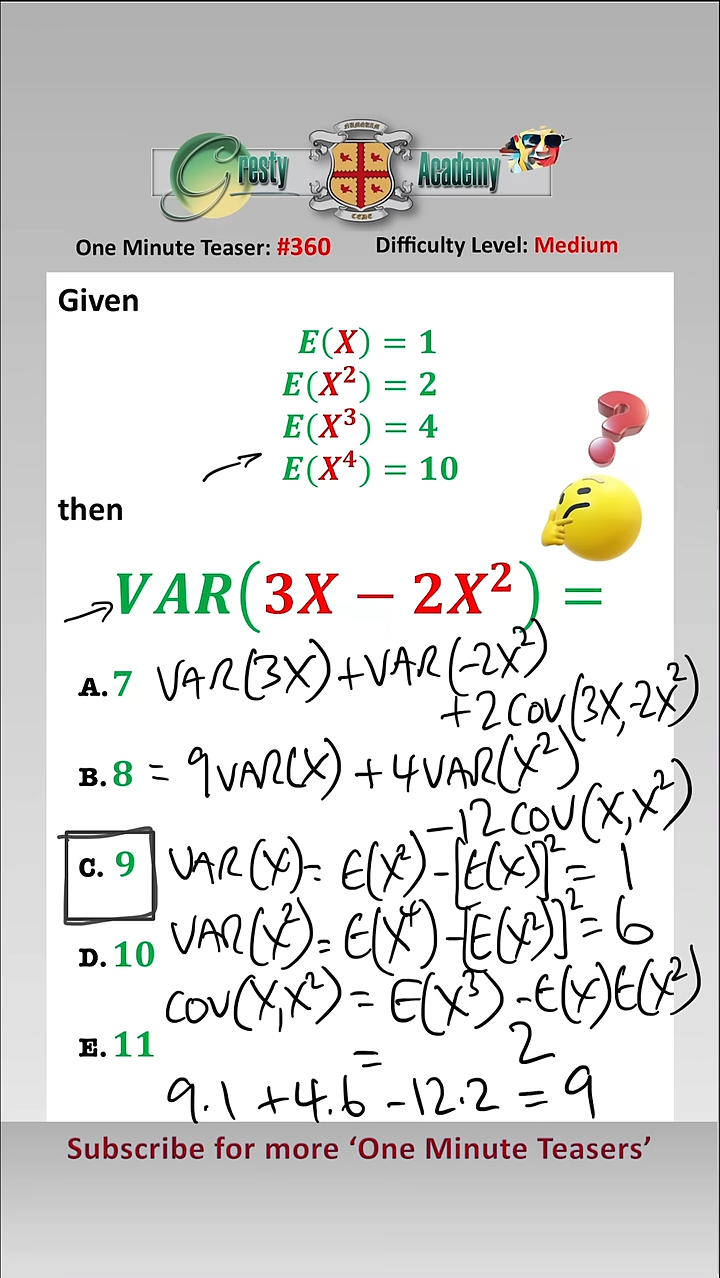 NUMQUAM
Cresty Academy
CEDE
One Minute Teaser: #360 Difficulty Level: Medium
Given
E(X) = 1
E(X²) = 2
E(X³) = 4
E(X⁴) = 10
then
VAR(3X − 2X²) =
A. 7 VAR(3X)+VAR(-2X²)
+2COV(3X,-2X²)
B. 8 = 9VAR(X)+4VAR(X²)
-12COV(X,X²)
C. 9 VAR(X)= E(X²)-[E(X)]² = 1
VAR(X²)= E(X⁴)-[E(X²)]² = 6
D. 10
COV(X,X²) = E(X³)-E(X)E(X²)
E. 11
= 2
9.1 +4.6 -12.2 = 9
Subscribe for more ‘One Minute Teasers’